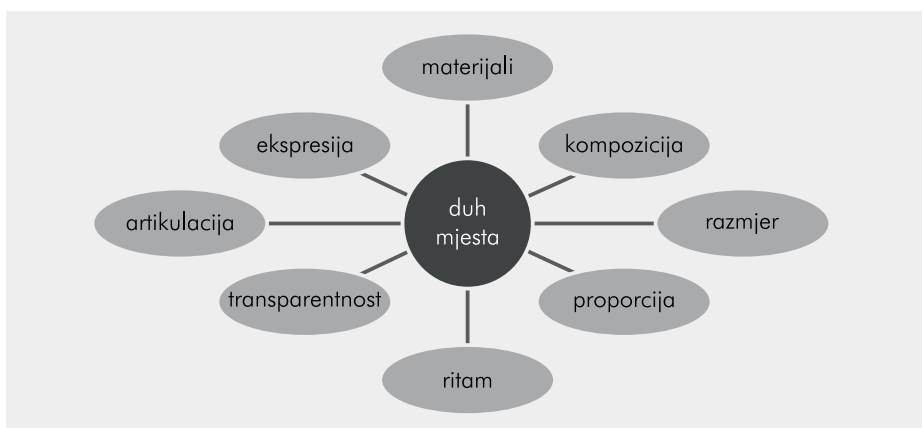 materijali
ekspresija
kompozicija
duh
mjesta
artikulacija
razmjer
transparentnost
proporcija
ritam